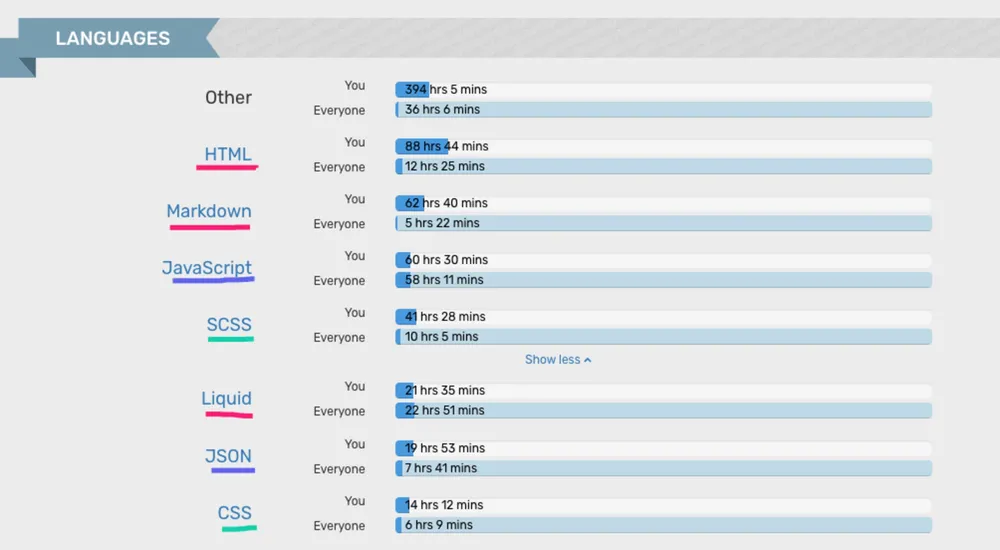 LANGUAGES
Other
You
394 hrs 5 mins
Everyone
36 hrs 6 mins
HTML
You
88 hrs 44 mins
Everyone
12 hrs 25 mins
Markdown
You
62 hrs 40 mins
Everyone
5 hrs 22 mins
JavaScript
You
60 hrs 30 mins
Everyone
58 hrs 11 mins
SCSS
You
41 hrs 28 mins
Everyone
10 hrs 5 mins
Show less
Liquid
You
21 hrs 35 mins
Everyone
22 hrs 51 mins
JSON
You
19 hrs 53 mins
Everyone
7 hrs 41 mins
CSS
You
14 hrs 12 mins
Everyone
6 hrs 9 mins